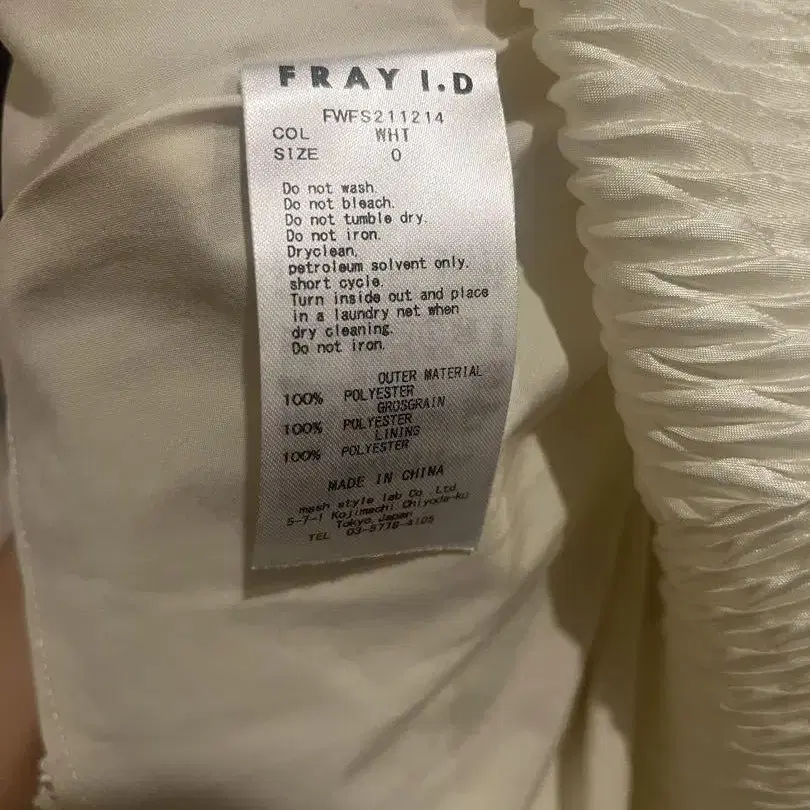 FRAY I.D
FWFS211214
COL WHT
SIZE 0
Do not wash.
Do not bleach.
Do not tumble dry.
Do not iron.
Dryclean,
petroleum solvent only.
short cycle.
Turn inside out and place
in a laundry net when
dry cleaning.
Do not iron.
OUTER MATERIAL
100% POLYESTER
GROSGRAIN
100% POLYESTER
LINING
100% POLYESTER
MADE IN CHINA
mash style lab Co. Ltd.
5-7-1 Kojimachi Chiyoda-ku
Tokyo Japan
TEL 03-5778-4105